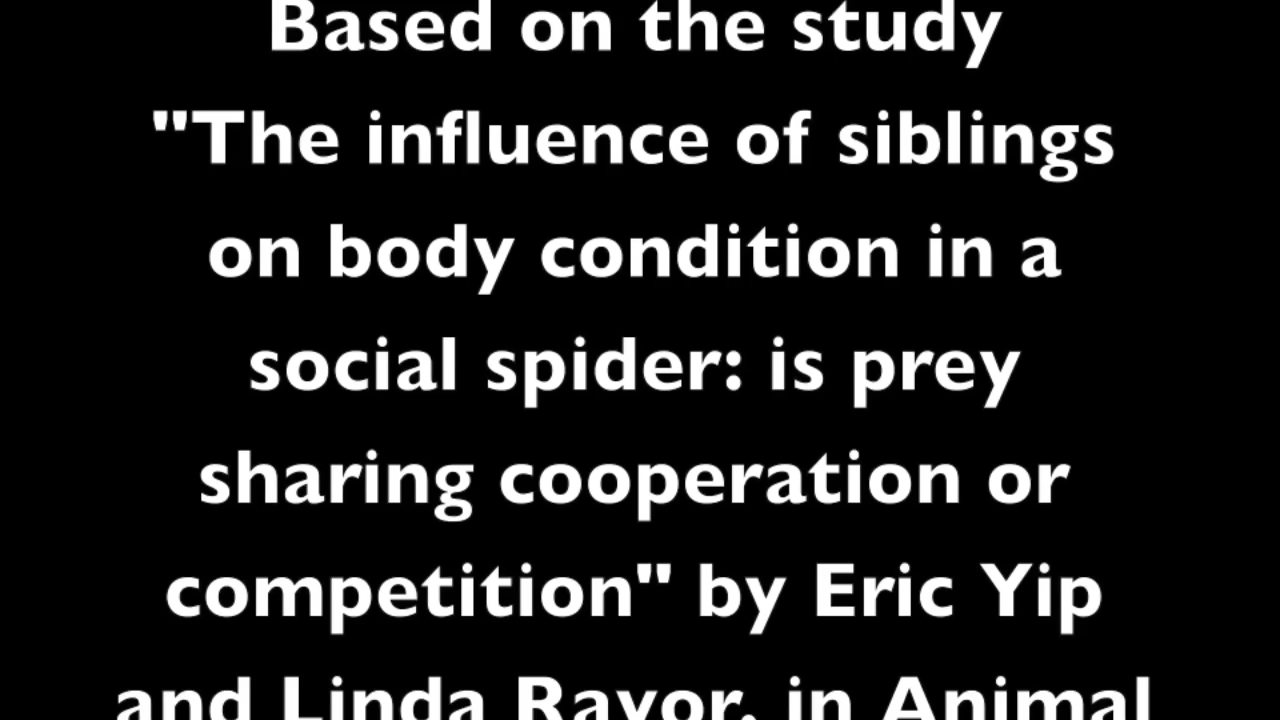 Based on the study
"The influence of siblings
on body condition in a
social spider: is prey
sharing cooperation or
competition" by Eric Yip
and Linda Rayor, in Animal